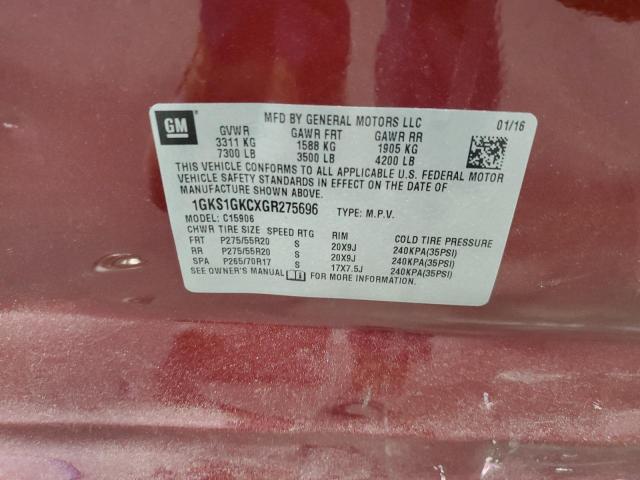 GM
MFD BY GENERAL MOTORS LLC 01/16
GVWR GAWR FRT GAWR RR
3311 KG 1588 KG 1905 KG
7300 LB 3500 LB 4200 LB
THIS VEHICLE CONFORMS TO ALL APPLICABLE U.S. FEDERAL MOTOR
VEHICLE SAFETY STANDARDS IN EFFECT ON THE DATE OF
MANUFACTURE SHOWN ABOVE.
1GKS1GKCXGR275696 TYPE: M.P.V.
MODEL: C15906
CHWR TIRE SIZE SPEED RTG RIM COLD TIRE PRESSURE
FRT P275/55R20 S 20X9J 240KPA(35PSI)
RR P275/55R20 S 20X9J 240KPA(35PSI)
SPA P265/70R17 S 17X7.5J 240KPA(35PSI)
SEE OWNER'S MANUAL FOR MORE INFORMATION.